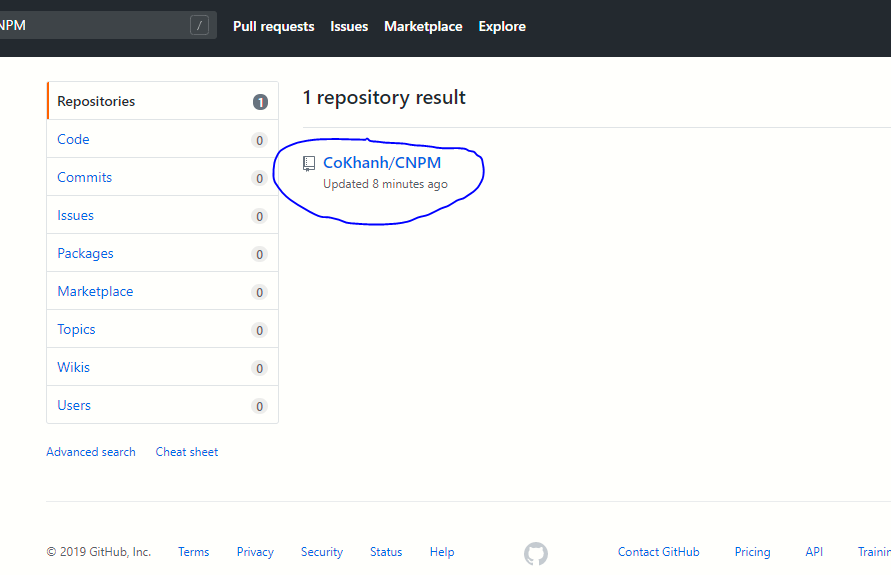 NPM /
Pull requests Issues Marketplace Explore
Repositories 1
Code 0
Commits 0
Issues 0
Packages 0
Marketplace 0
Topics 0
Wikis 0
Users 0
Advanced search Cheat sheet
1 repository result
CoKhanh/CNPM
Updated 8 minutes ago
© 2019 GitHub, Inc. Terms Privacy Security Status Help Contact GitHub Pricing API